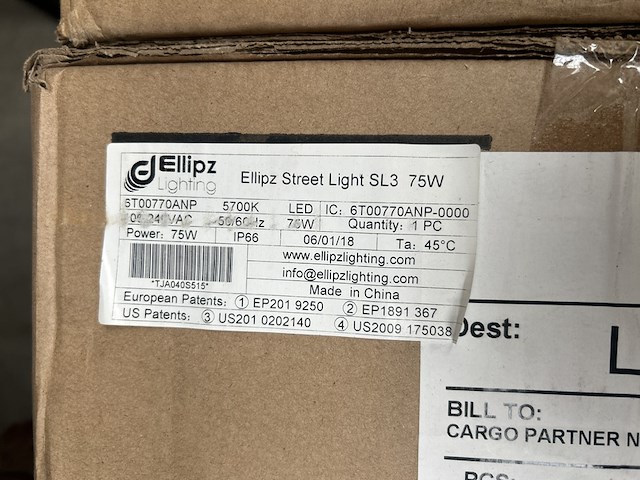 Ellipz
Lighting
Ellipz Street Light SL3 75W
6T00770ANP 5700K LED IC: 6T00770ANP-0000
240VAC 50/60Hz 75W Quantity: 1 PC
Power: 75W IP66 06/01/18 Ta: 45°C
www.ellipzlighting.com
info@ellipzlighting.com
*TJA040S515*
Made in China
European Patents: ① EP201 9250 ② EP1891 367
US Patents: ③ US201 0202140 ④ US2009 175038
Dest:
L
BILL TO:
CARGO PARTNER N
PCS: